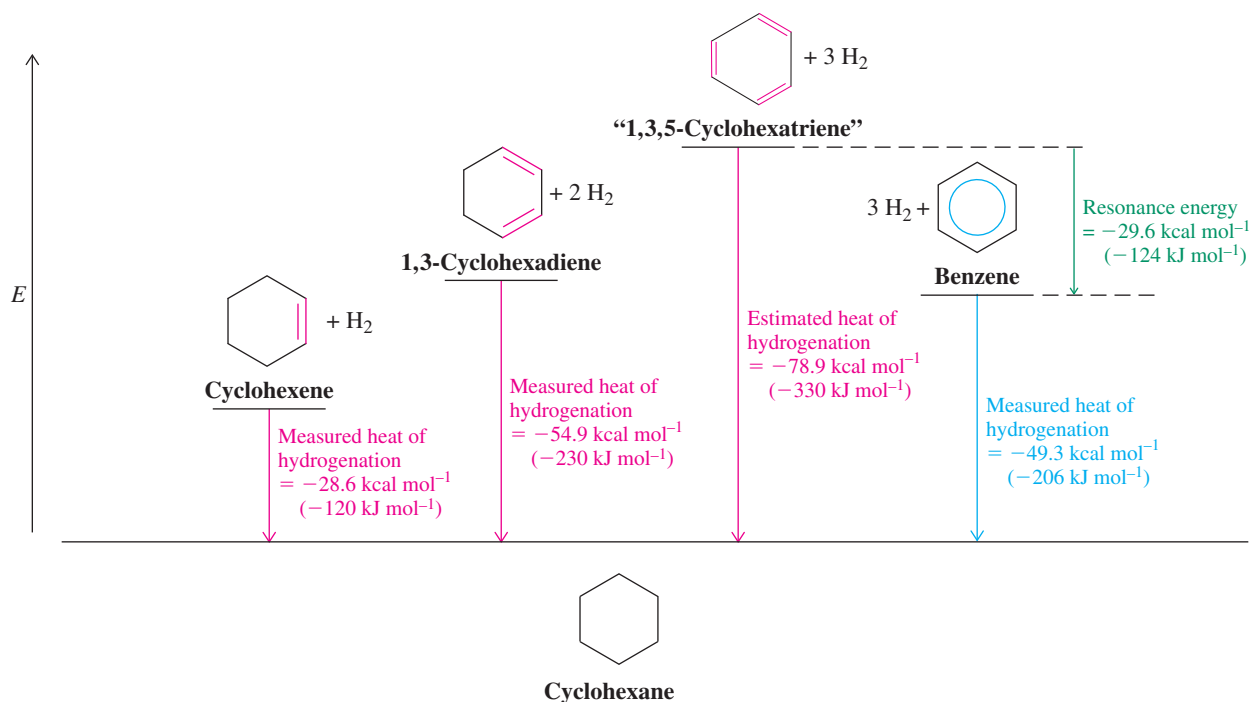 + 3 H₂
“1,3,5-Cyclohexatriene”
+ 2 H₂
1,3-Cyclohexadiene
3 H₂ +
Benzene
Resonance energy
= −29.6 kcal mol⁻¹
(−124 kJ mol⁻¹)
E
+ H₂
Cyclohexene
Measured heat of
hydrogenation
= −28.6 kcal mol⁻¹
(−120 kJ mol⁻¹)
Measured heat of
hydrogenation
= −54.9 kcal mol⁻¹
(−230 kJ mol⁻¹)
Estimated heat of
hydrogenation
= −78.9 kcal mol⁻¹
(−330 kJ mol⁻¹)
Measured heat of
hydrogenation
= −49.3 kcal mol⁻¹
(−206 kJ mol⁻¹)
Cyclohexane